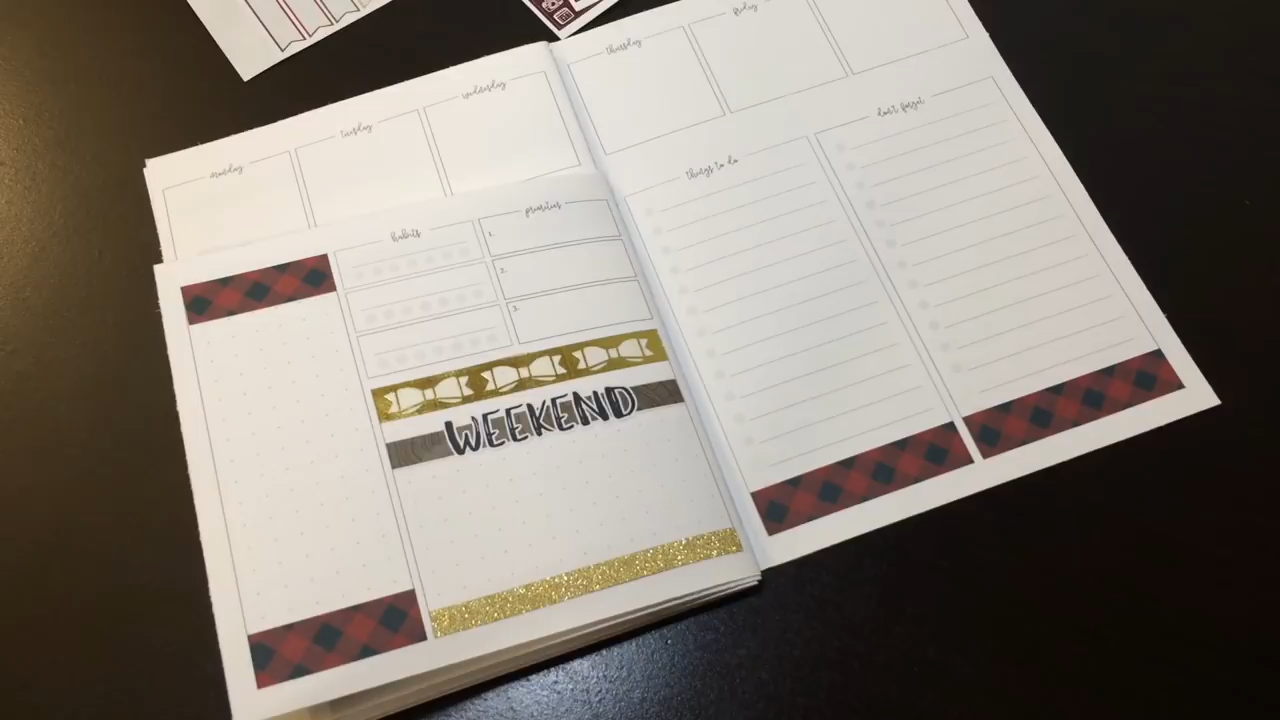 monday
tuesday
wednesday
thursday
friday
habits
priorities
1.
2.
3.
WEEKEND
things to do
don't forget